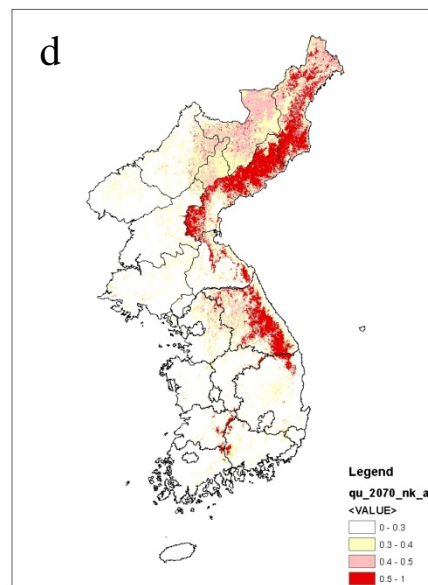 d
Legend
qu_2070_nk_a
<VALUE>
0 - 0.3
0.3 - 0.4
0.4 - 0.5
0.5 - 1